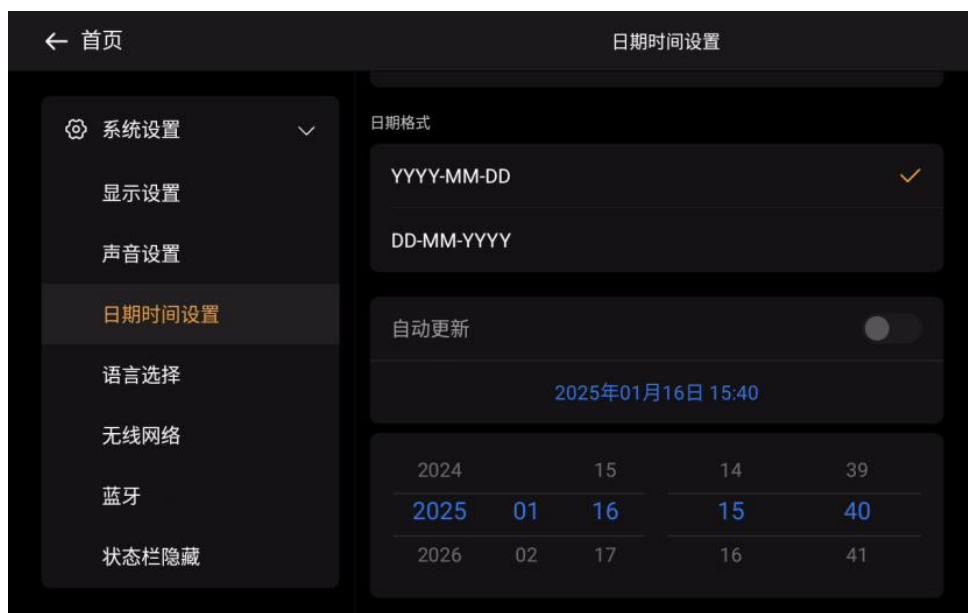 首页
日期时间设置
系统设置
显示设置
声音设置
日期时间设置
语言选择
无线网络
蓝牙
状态栏隐藏
日期格式
YYYY-MM-DD
DD-MM-YYYY
自动更新
2025年01月16日 15:40
2024 15 14 39
2025 01 16 15 40
2026 02 17 16 41